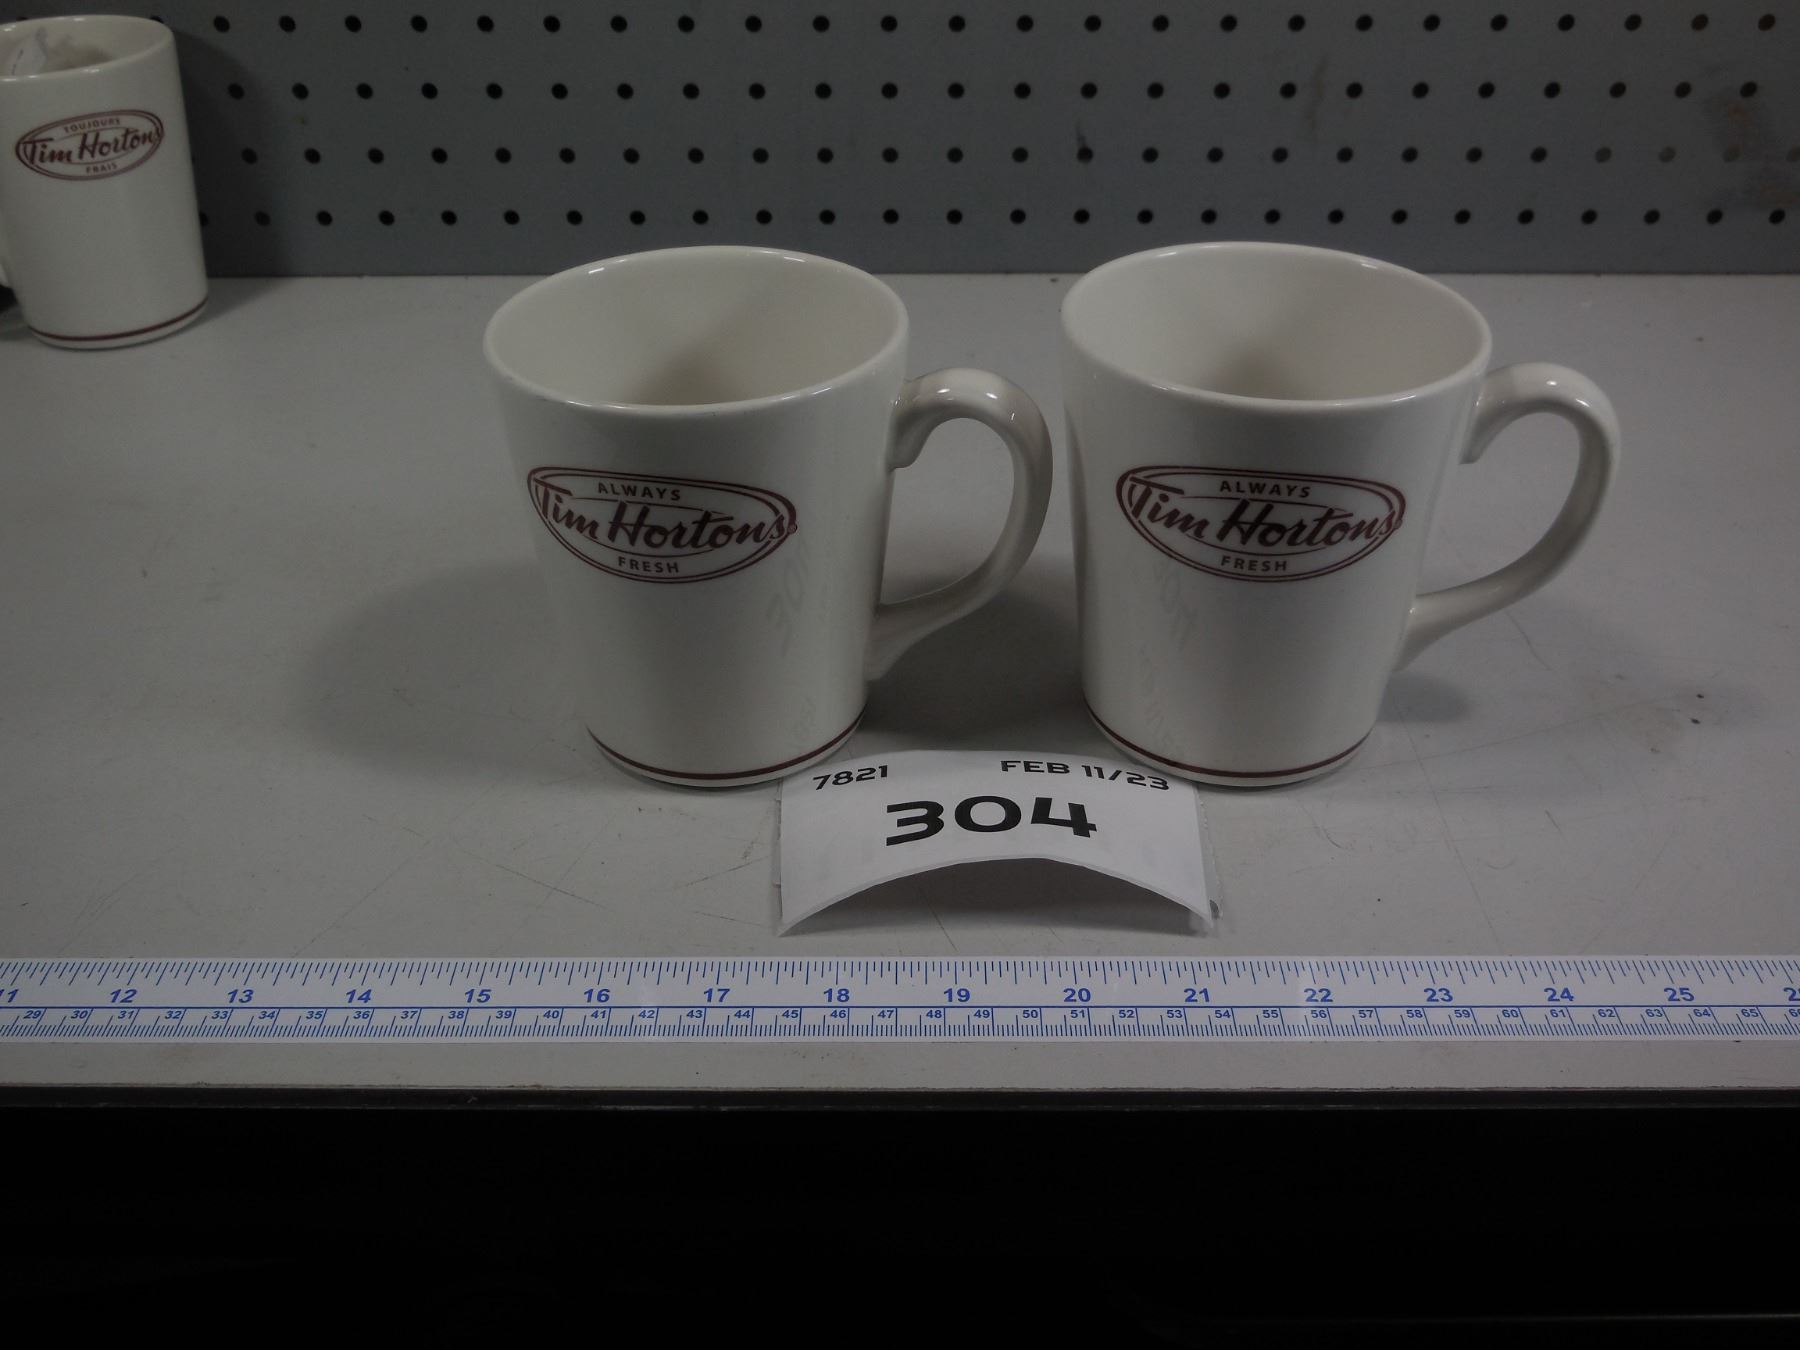 TOUJOURS
Tim Hortons
FRAIS
ALWAYS
Tim Hortons®
FRESH
ALWAYS
Tim Hortons®
FRESH
7821 FEB 11/23
304
11 12 13 14 15 16 17 18 19 20 21 22 23 24 25
29 30 31 32 33 34 35 36 37 38 39 40 41 42 43 44 45 46 47 48 49 50 51 52 53 54 55 56 57 58 59 60 61 62 63 64 65